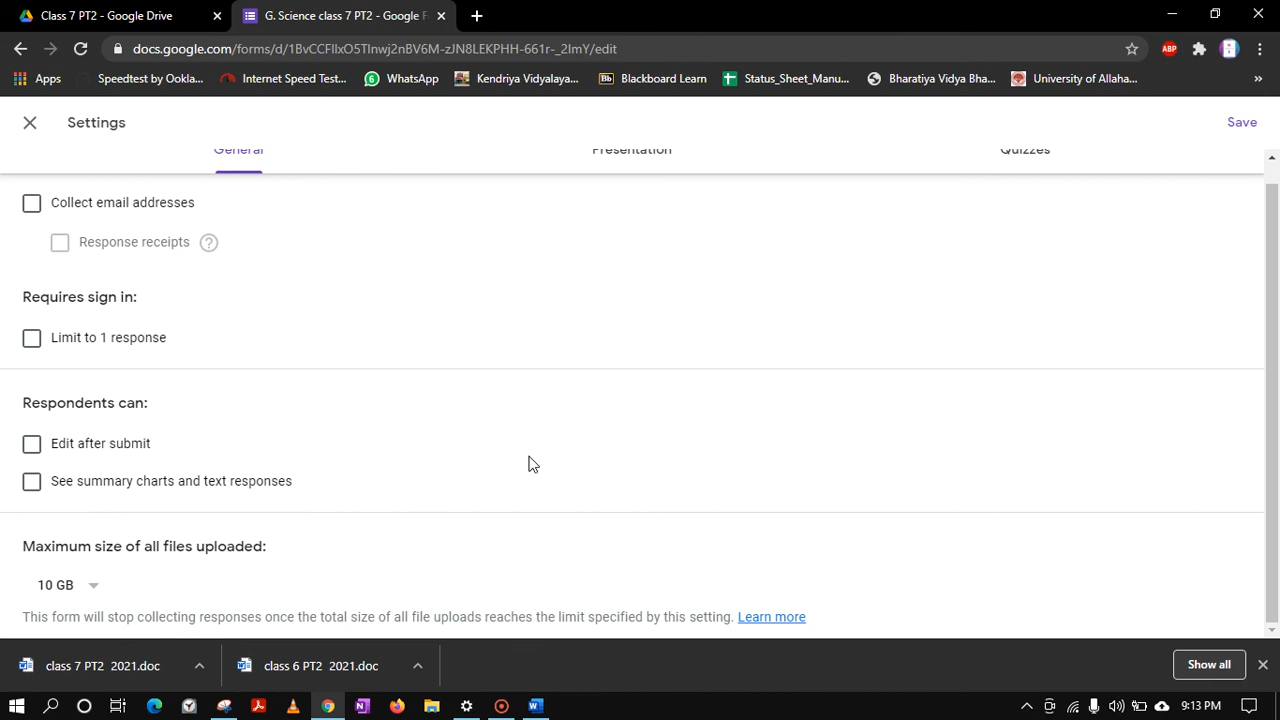 Class 7 PT2 - Google Drive
G. Science class 7 PT2 - Google F
docs.google.com/forms/d/1BvCCFIlxO5TInwj2nBV6M-zJN8LEKPHH-661r-_2ImY/edit
ABP
Apps
Speedtest by Ookla...
Internet Speed Test...
WhatsApp
Kendriya Vidyalaya...
Bb Blackboard Learn
Status_Sheet_Manu...
Bharatiya Vidya Bha...
University of Allaha...
Settings
Save
General
Presentation
Quizzes
Collect email addresses
Response receipts
Requires sign in:
Limit to 1 response
Respondents can:
Edit after submit
See summary charts and text responses
Maximum size of all files uploaded:
10 GB
This form will stop collecting responses once the total size of all file uploads reaches the limit specified by this setting. Learn more
class 7 PT2 2021.doc
class 6 PT2 2021.doc
Show all
9:13 PM